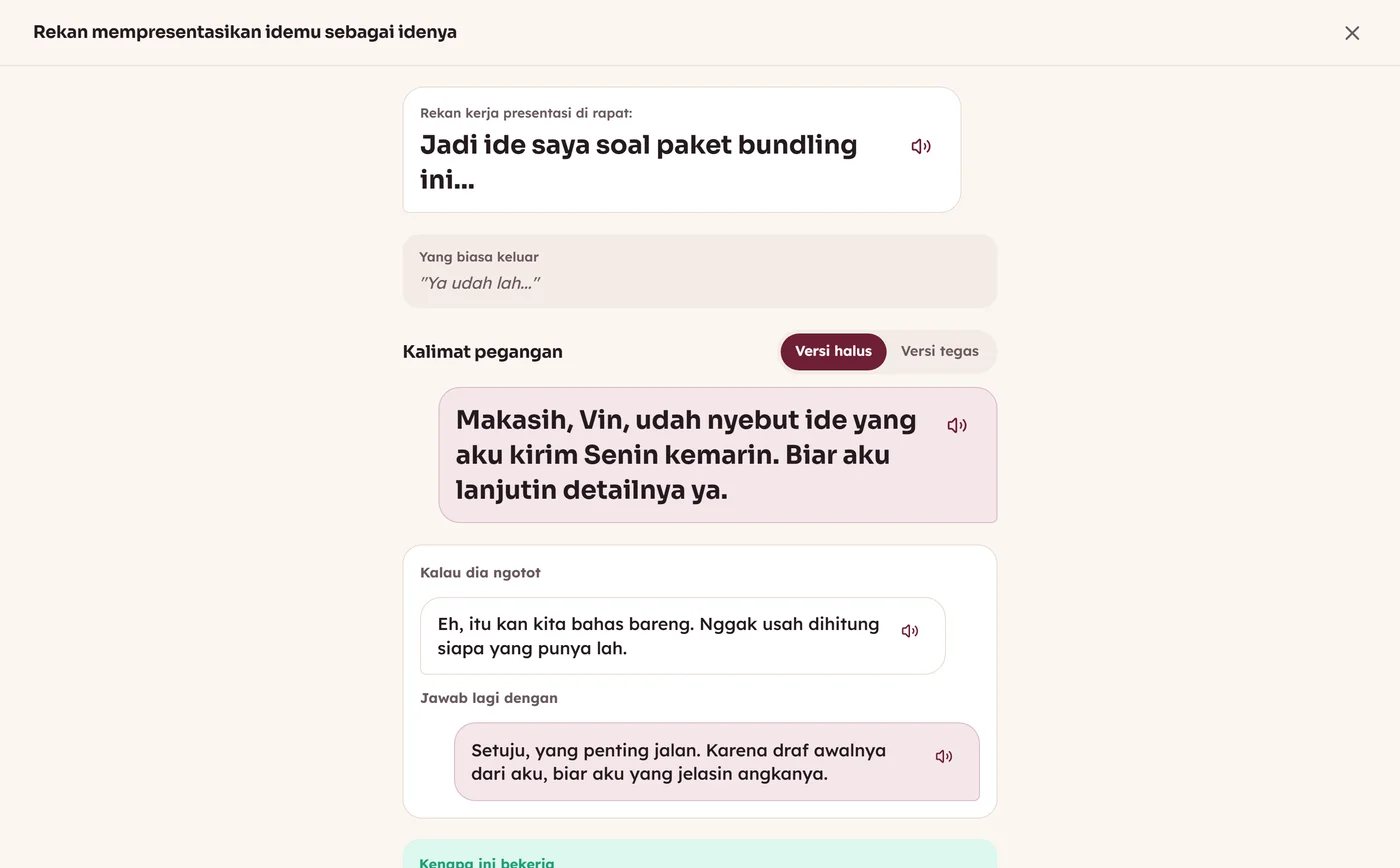 Rekan mempresentasikan idemu sebagai idenya
Rekan kerja presentasi di rapat:
Jadi ide saya soal paket bundling
ini...
Yang biasa keluar
"Ya udah lah..."
Kalimat pegangan
Versi halus
Versi tegas
Makasih, Vin, udah nyebut ide yang
aku kirim Senin kemarin. Biar aku
lanjutin detailnya ya.
Kalau dia ngotot
Eh, itu kan kita bahas bareng. Nggak usah dihitung
siapa yang punya lah.
Jawab lagi dengan
Setuju, yang penting jalan. Karena draf awalnya
dari aku, biar aku yang jelasin angkanya.
Kenapa ini bekerja